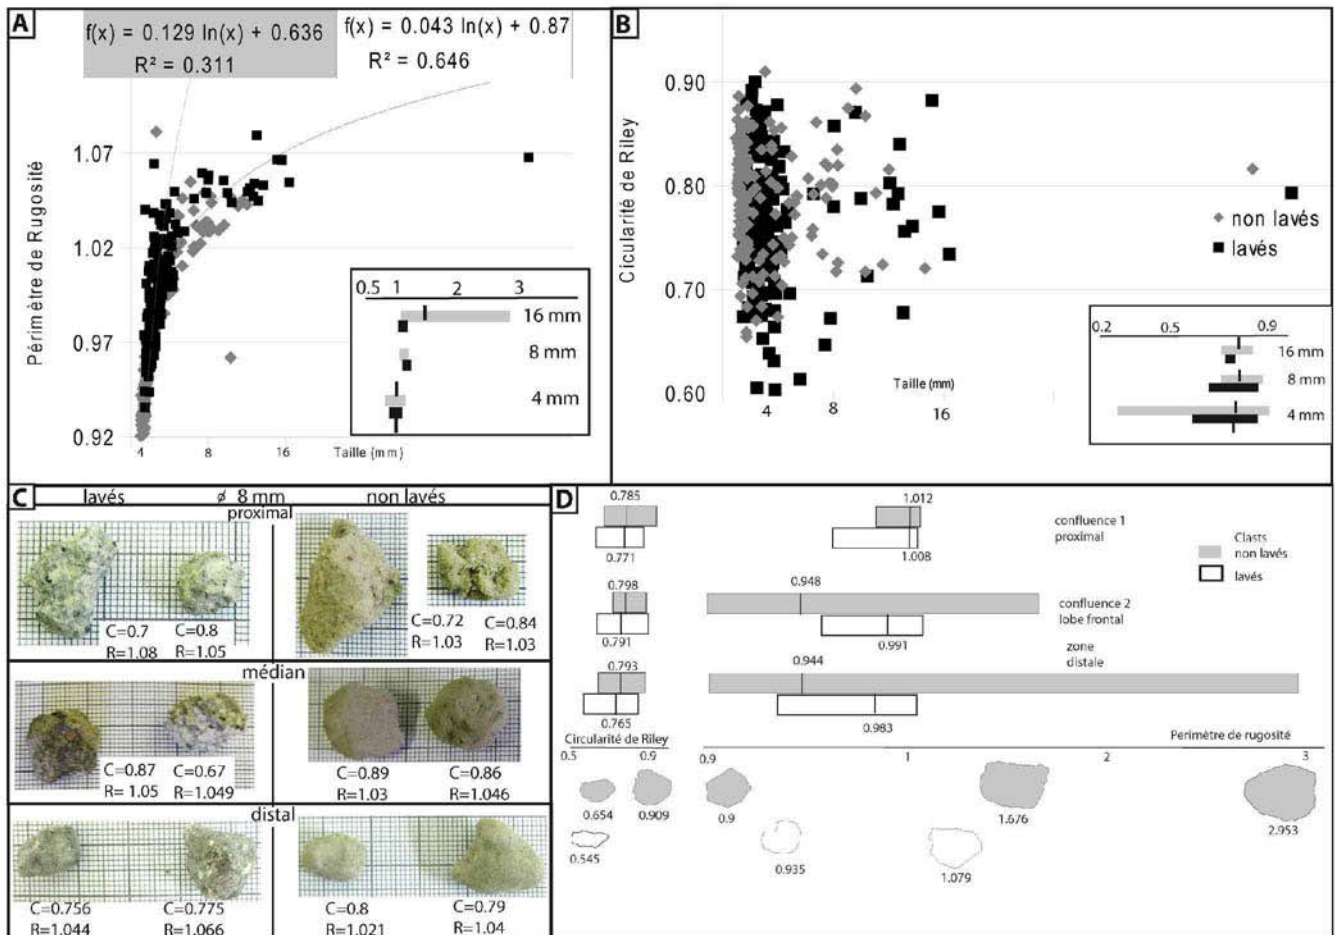 A
f(x) = 0.129 ln(x) + 0.636
R² = 0.311
f(x) = 0.043 ln(x) + 0.87
R² = 0.646
Périmètre de Rugosité
1.07
1.02
0.97
0.92
4
8
16
Taille (mm)
0.5 1 2 3
16 mm
8 mm
4 mm
B
Cicularité de Riley
0.90
0.80
0.70
0.60
non lavés
lavés
Taille (mm)
4
8
16
0.2 0.5 0.9
16 mm
8 mm
4 mm
C
lavés ø 8 mm non lavés
proximal
C=0.7
R=1.08
C=0.8
R=1.05
C=0.72
R=1.03
C=0.84
R=1.03
médian
C=0.87
R=1.05
C=0.67
R=1.049
C=0.89
R=1.03
C=0.86
R=1.046
distal
C=0.756
R=1.044
C=0.775
R=1.066
C=0.8
R=1.021
C=0.79
R=1.04
D
0.785
0.771
1.012
1.008
confluence 1
proximal
Clasts
non lavés
lavés
0.798
0.791
0.948
0.991
confluence 2
lobe frontal
zone
distale
0.793
0.765
0.944
0.983
Circularité de Riley
0.5 0.9
Perimètre de rugosité
0.9 1 2 3
0.654
0.909
0.9
1.676
2.953
0.545
0.935
1.079